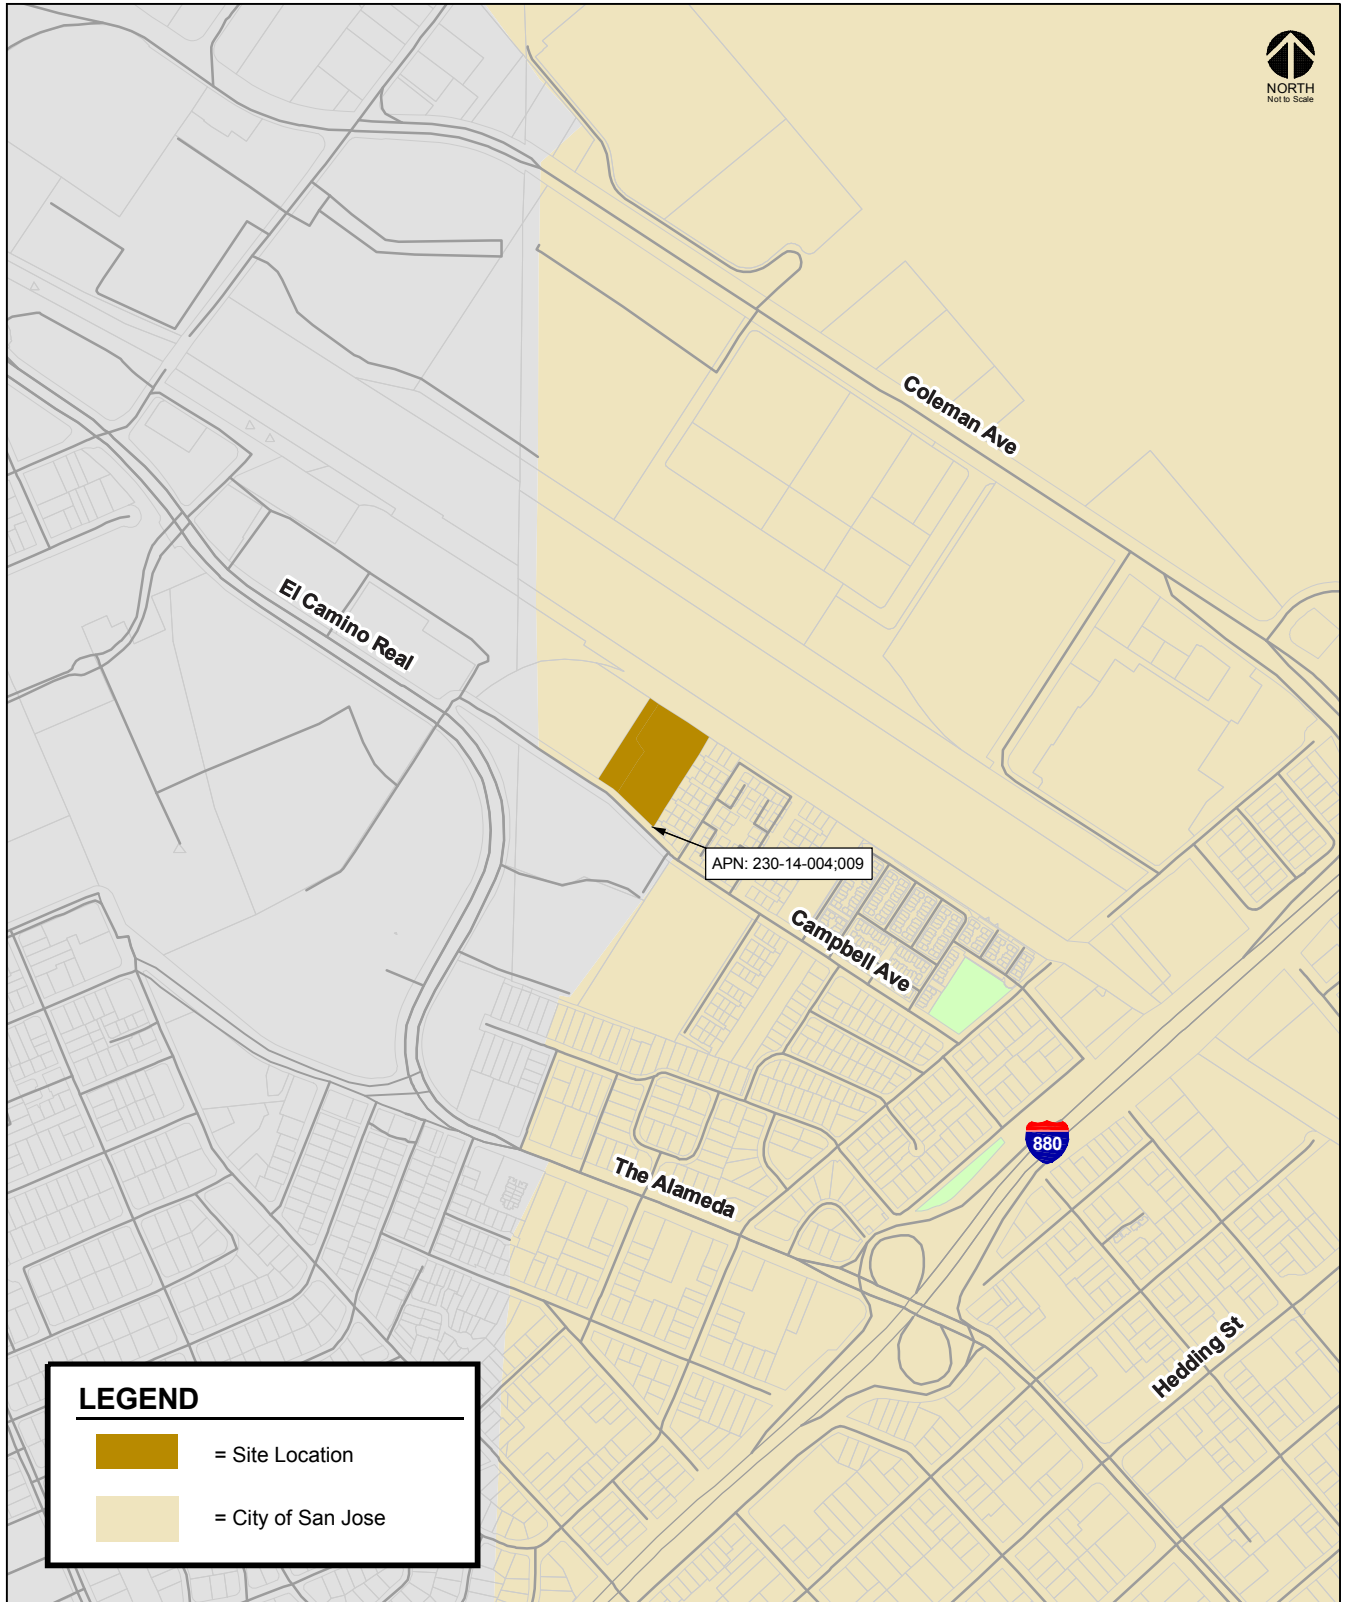 NORTH
Not to Scale
Coleman Ave
El Camino Real
APN: 230-14-004;009
Campbell Ave
880
The Alameda
Hedding St
LEGEND
= Site Location
= City of San Jose